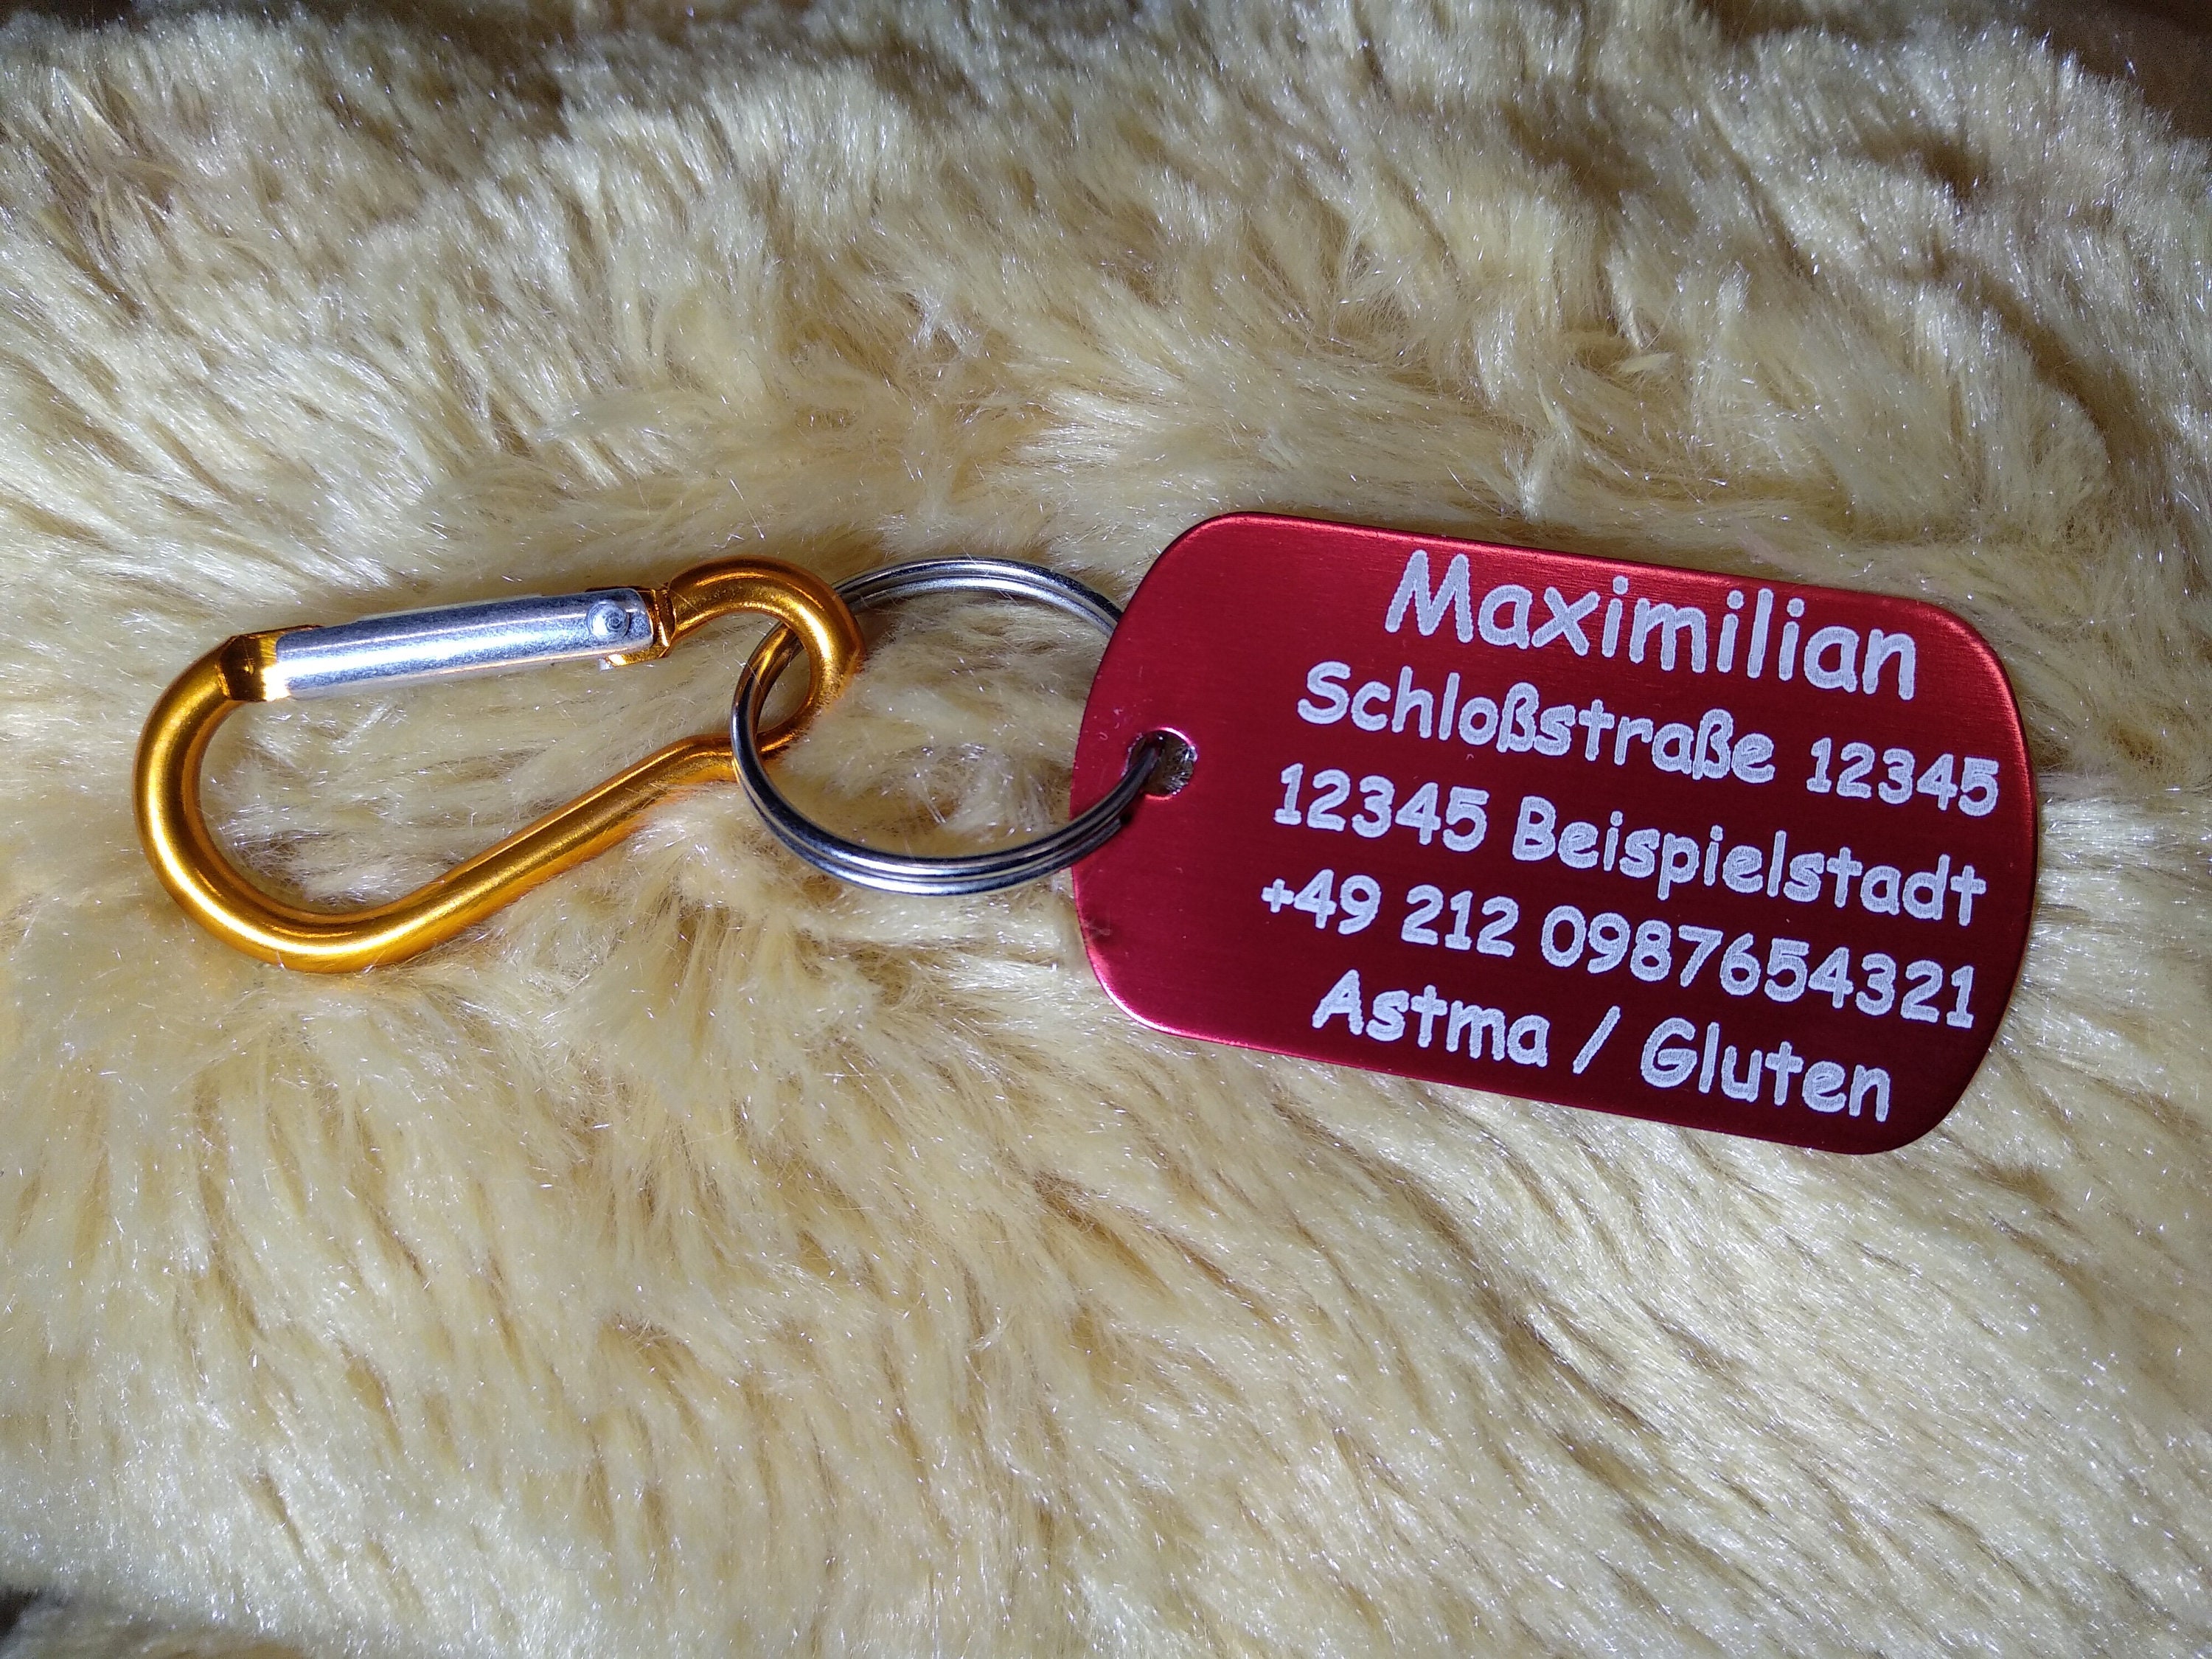 Maximilian
Schloßstraße 12345
12345 Beispielstadt
+49 212 0987654321
Astma / Gluten